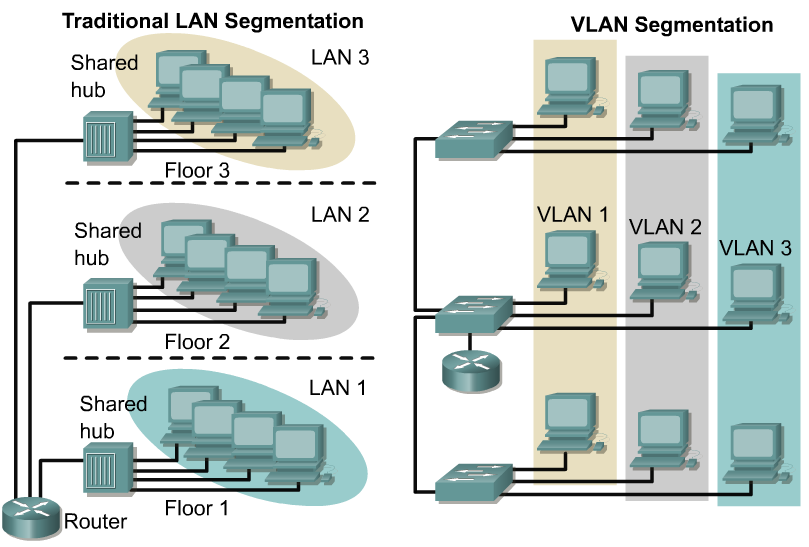 Traditional LAN Segmentation
VLAN Segmentation
LAN 3
Shared
hub
Floor 3
LAN 2
Shared
hub
VLAN 1
VLAN 2
VLAN 3
Floor 2
LAN 1
Shared
hub
Floor 1
Router